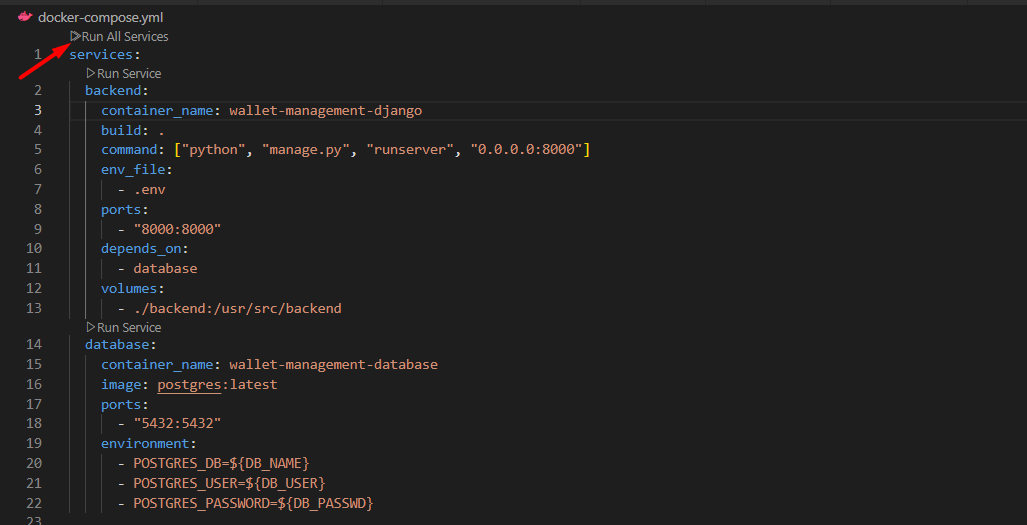 docker-compose.yml
Run All Services
1 services:
Run Service
2 backend:
3 container_name: wallet-management-django
4 build: .
5 command: ["python", "manage.py", "runserver", "0.0.0.0:8000"]
6 env_file:
7 - .env
8 ports:
9 - "8000:8000"
10 depends_on:
11 - database
12 volumes:
13 - ./backend:/usr/src/backend
Run Service
14 database:
15 container_name: wallet-management-database
16 image: postgres:latest
17 ports:
18 - "5432:5432"
19 environment:
20 - POSTGRES_DB=${DB_NAME}
21 - POSTGRES_USER=${DB_USER}
22 - POSTGRES_PASSWORD=${DB_PASSWD}
23